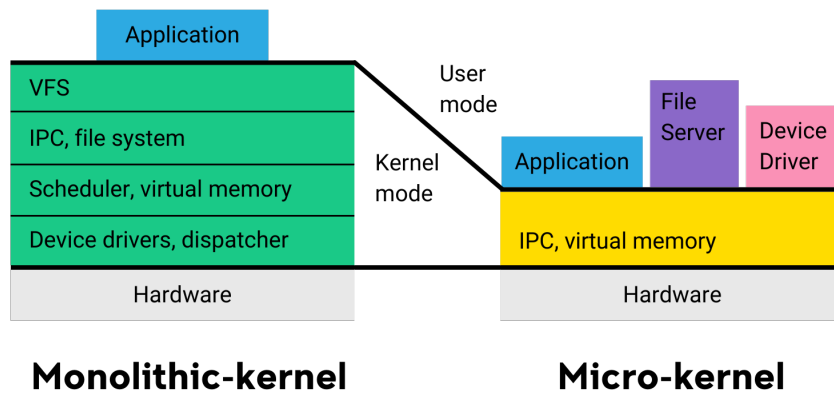 Application
VFS
IPC, file system
Scheduler, virtual memory
Device drivers, dispatcher
Hardware
User
mode
Kernel
mode
Application
File
Server
Device
Driver
IPC, virtual memory
Hardware
Monolithic-kernel
Micro-kernel